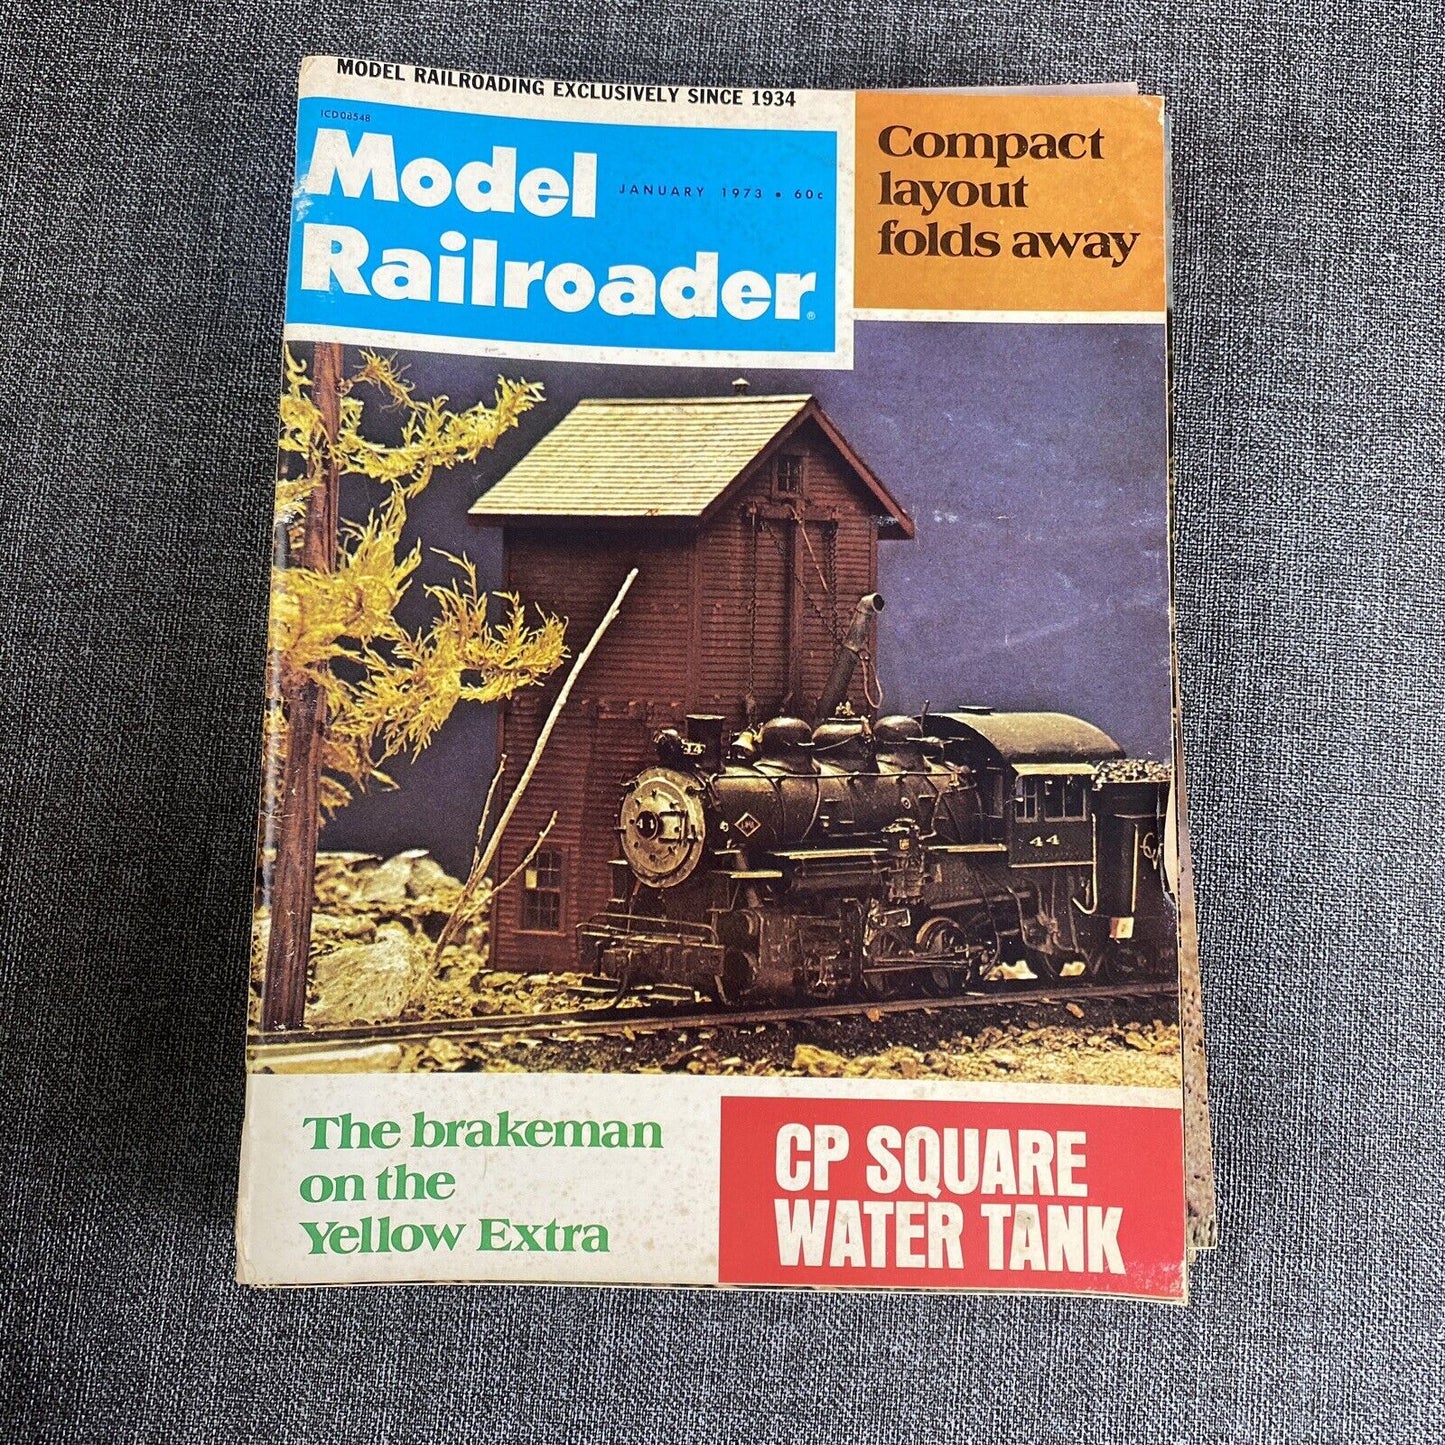 MODEL RAILROADING EXCLUSIVELY SINCE 1934
Model
JANUARY 1973 • 60¢
Railroader®
Compact
layout
folds away
44
The brakeman
on the
Yellow Extra
CP SQUARE
WATER TANK